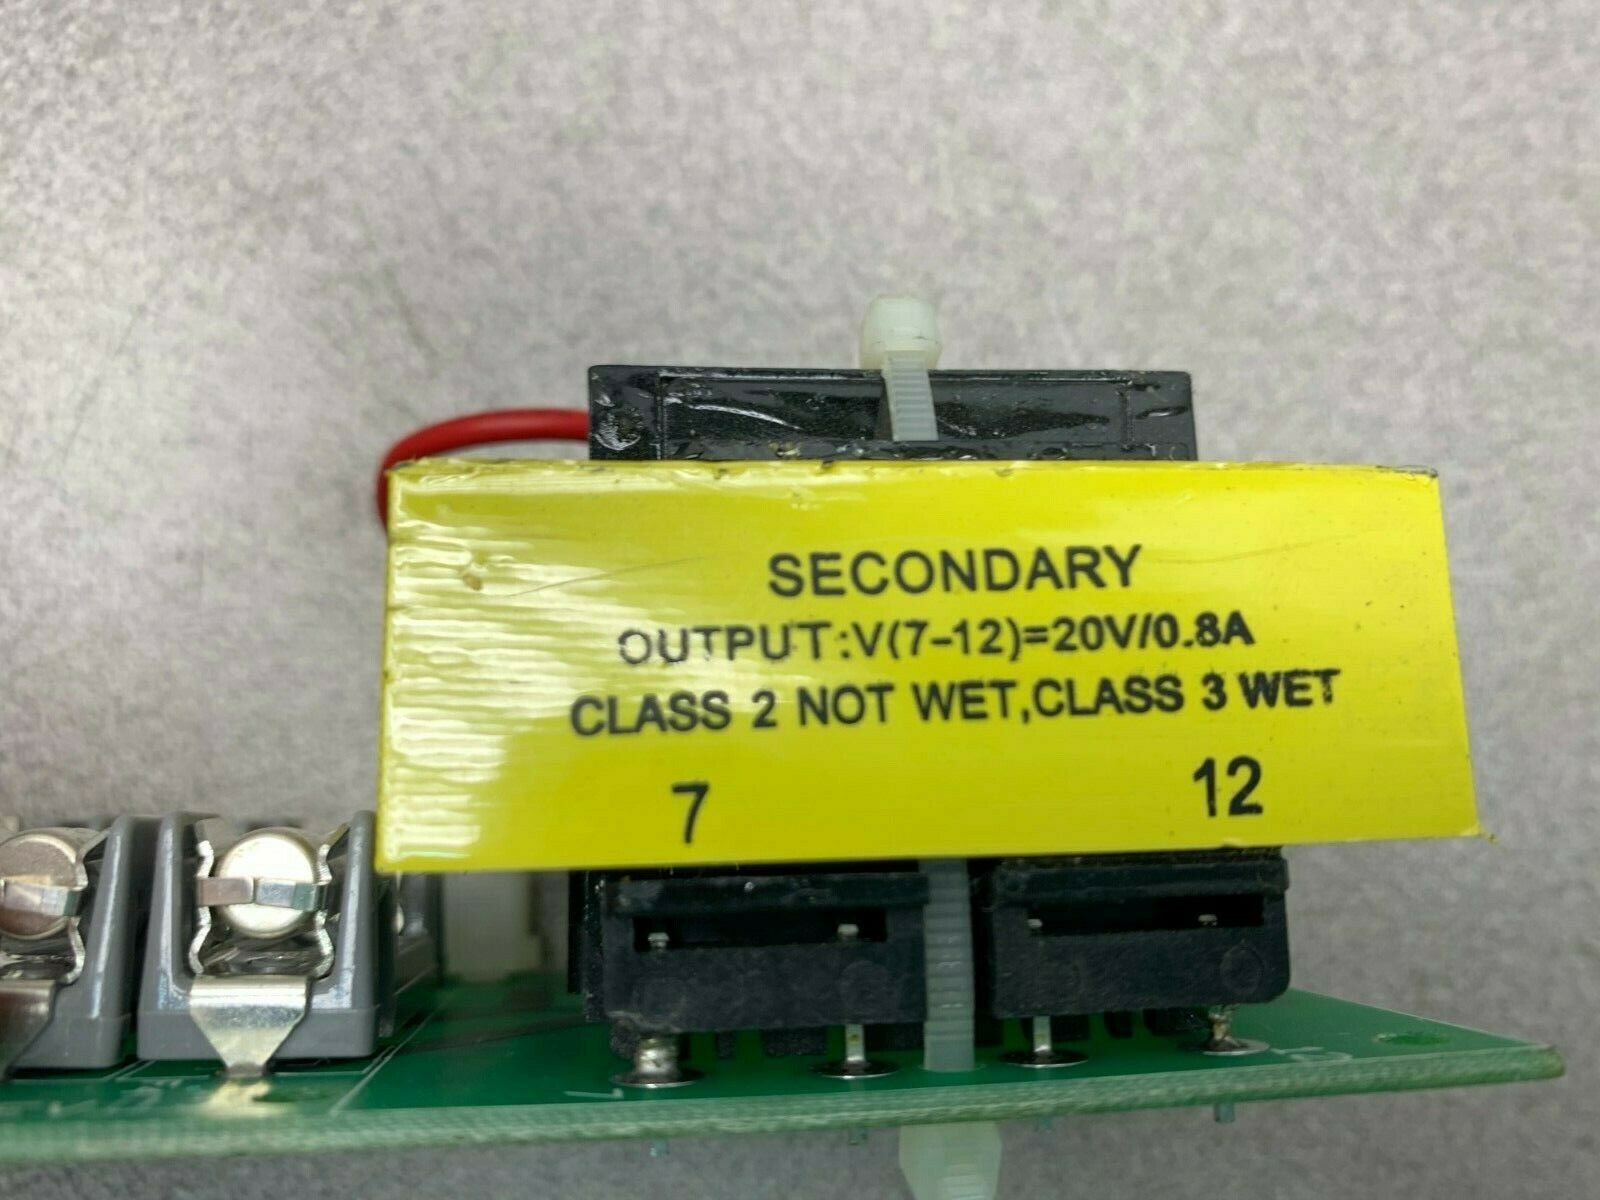 SECONDARY
OUTPUT:V(7-12)=20V/0.8A
CLASS 2 NOT WET,CLASS 3 WET
7 12